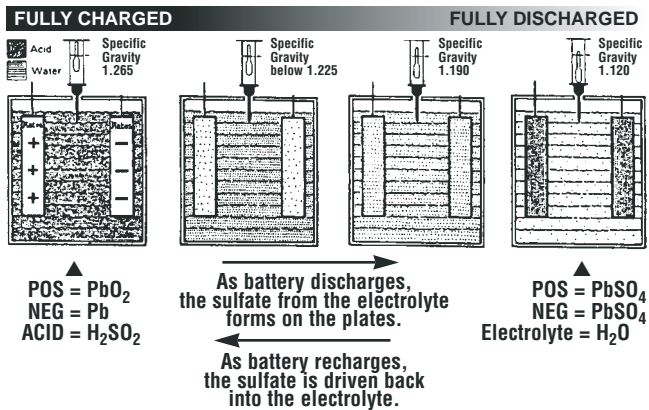 FULLY CHARGED
FULLY DISCHARGED
Acid
Water
Specific
Gravity
1.265
Specific
Gravity
below 1.225
Specific
Gravity
1.190
Specific
Gravity
1.120
Plates
Plates
+
+
+
–
–
–
POS = PbO₂
NEG = Pb
ACID = H₂SO₂
As battery discharges,
the sulfate from the electrolyte
forms on the plates.
As battery recharges,
the sulfate is driven back
into the electrolyte.
POS = PbSO₄
NEG = PbSO₄
Electrolyte = H₂O